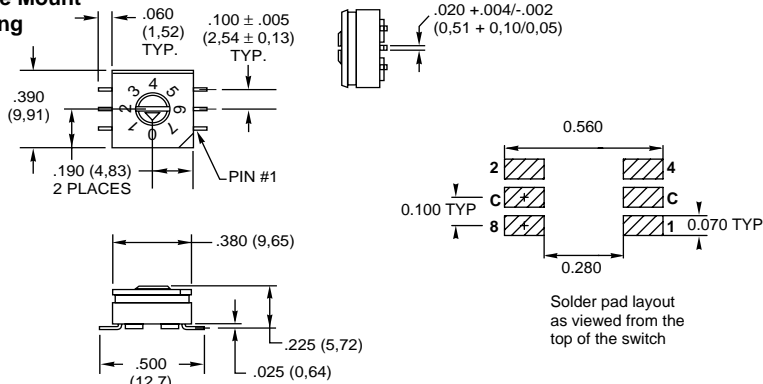 e Mount
ng
.060
(1,52)
TYP.
.100 ± .005
(2,54 ± 0,13)
TYP.
.020 +.004/-.002
(0,51 + 0,10/0,05)
.390
(9,91)
0 1 2 3 4 5 6 7
.190 (4,83)
2 PLACES
PIN #1
.380 (9,65)
.225 (5,72)
.025 (0,64)
.500
(12,7)
0.560
2
4
C
C
0.100 TYP
8
1
0.070 TYP
0.280
Solder pad layout
as viewed from the
top of the switch